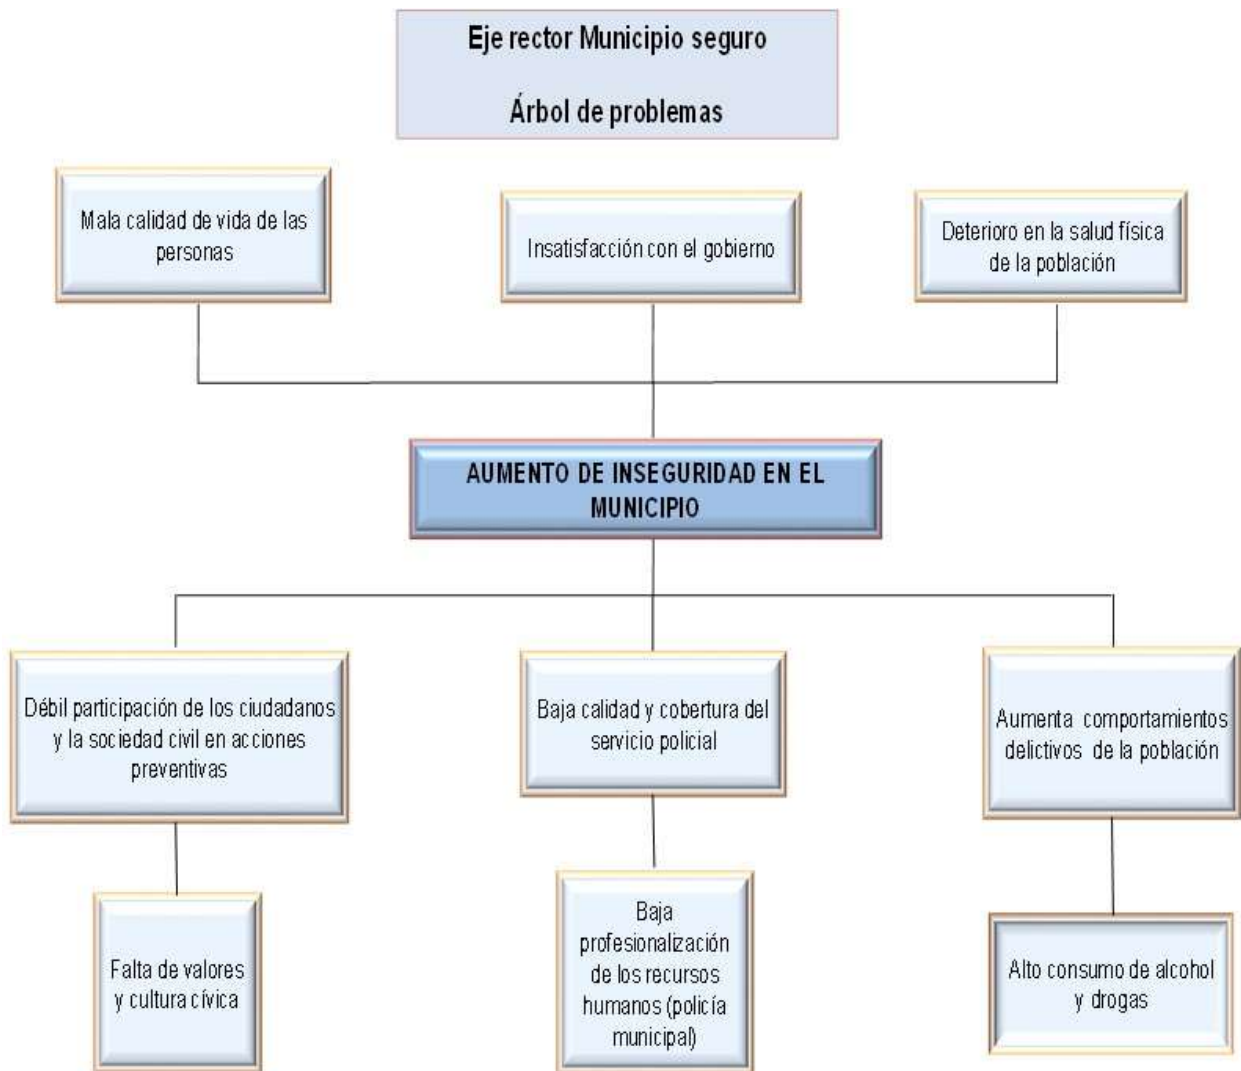 Eje rector Municipio seguro
Árbol de problemas
Mala calidad de vida de las
personas
Insatisfacción con el gobierno
Deterioro en la salud física
de la población
AUMENTO DE INSEGURIDAD EN EL
MUNICIPIO
Débil participación de los ciudadanos
y la sociedad civil en acciones
preventivas
Baja calidad y cobertura del
servicio policial
Aumenta comportamientos
delictivos de la población
Falta de valores
y cultura cívica
Baja
profesionalización
de los recursos
humanos (policía
municipal)
Alto consumo de alcohol
y drogas